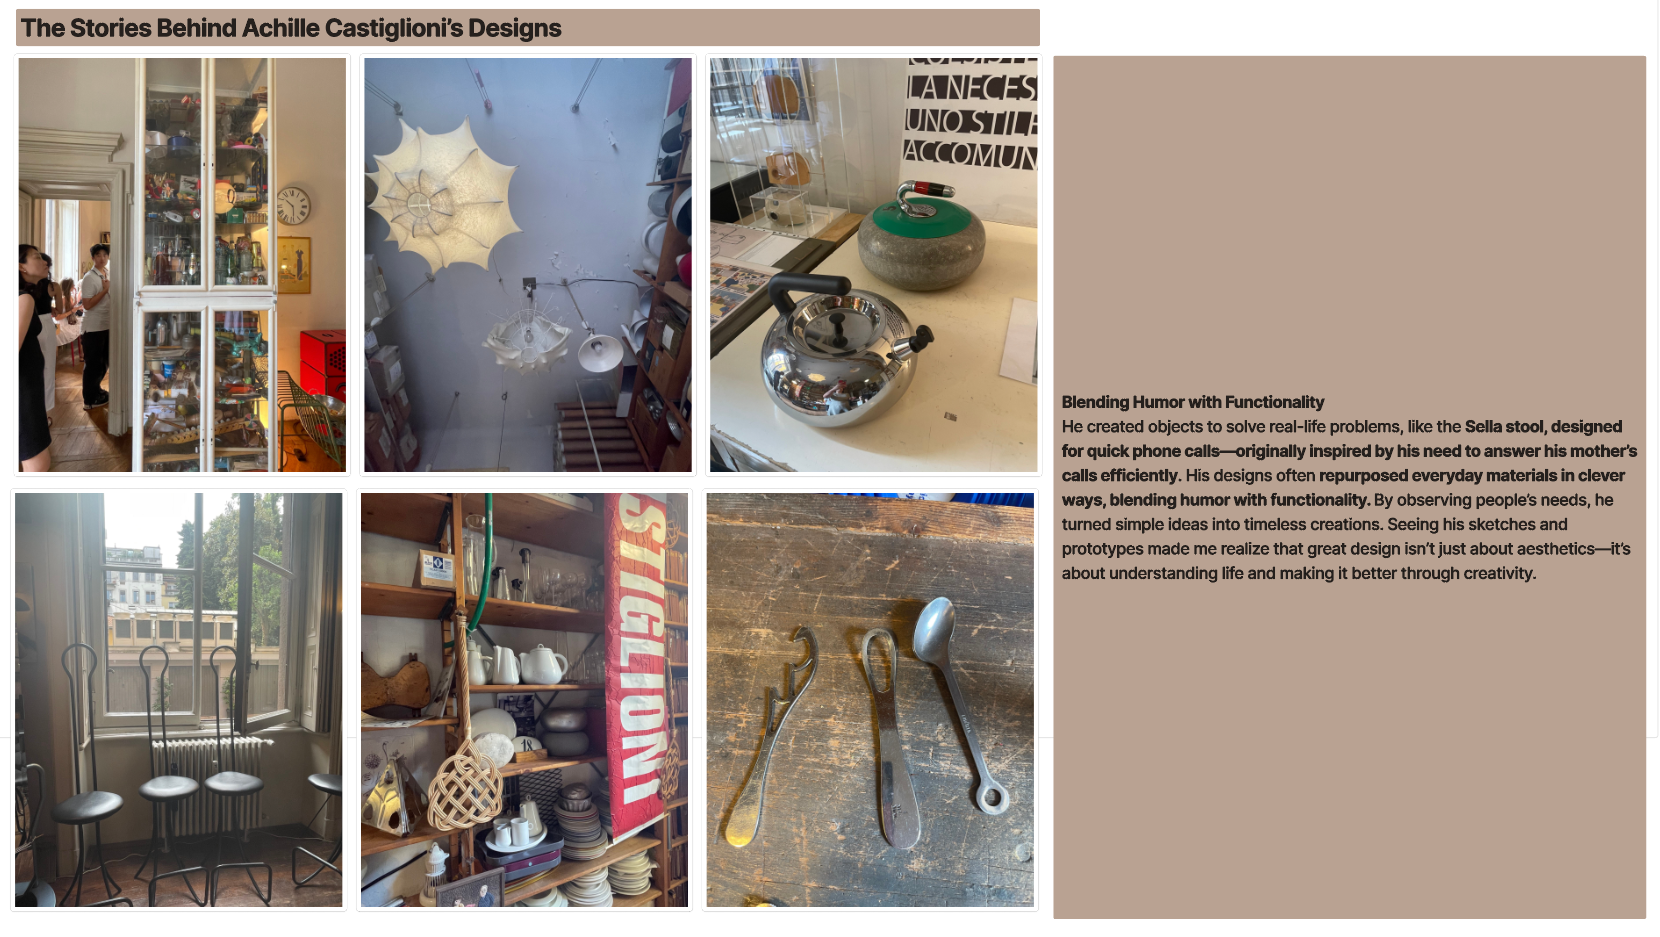 The Stories Behind Achille Castiglioni’s Designs
LA NECES
UNO STILE
ACCOMUN
STIGLIONI
18
Blending Humor with Functionality
He created objects to solve real-life problems, like the Sella stool, designed
for quick phone calls—originally inspired by his need to answer his mother’s
calls efficiently. His designs often repurposed everyday materials in clever
ways, blending humor with functionality. By observing people’s needs, he
turned simple ideas into timeless creations. Seeing his sketches and
prototypes made me realize that great design isn’t just about aesthetics—it’s
about understanding life and making it better through creativity.